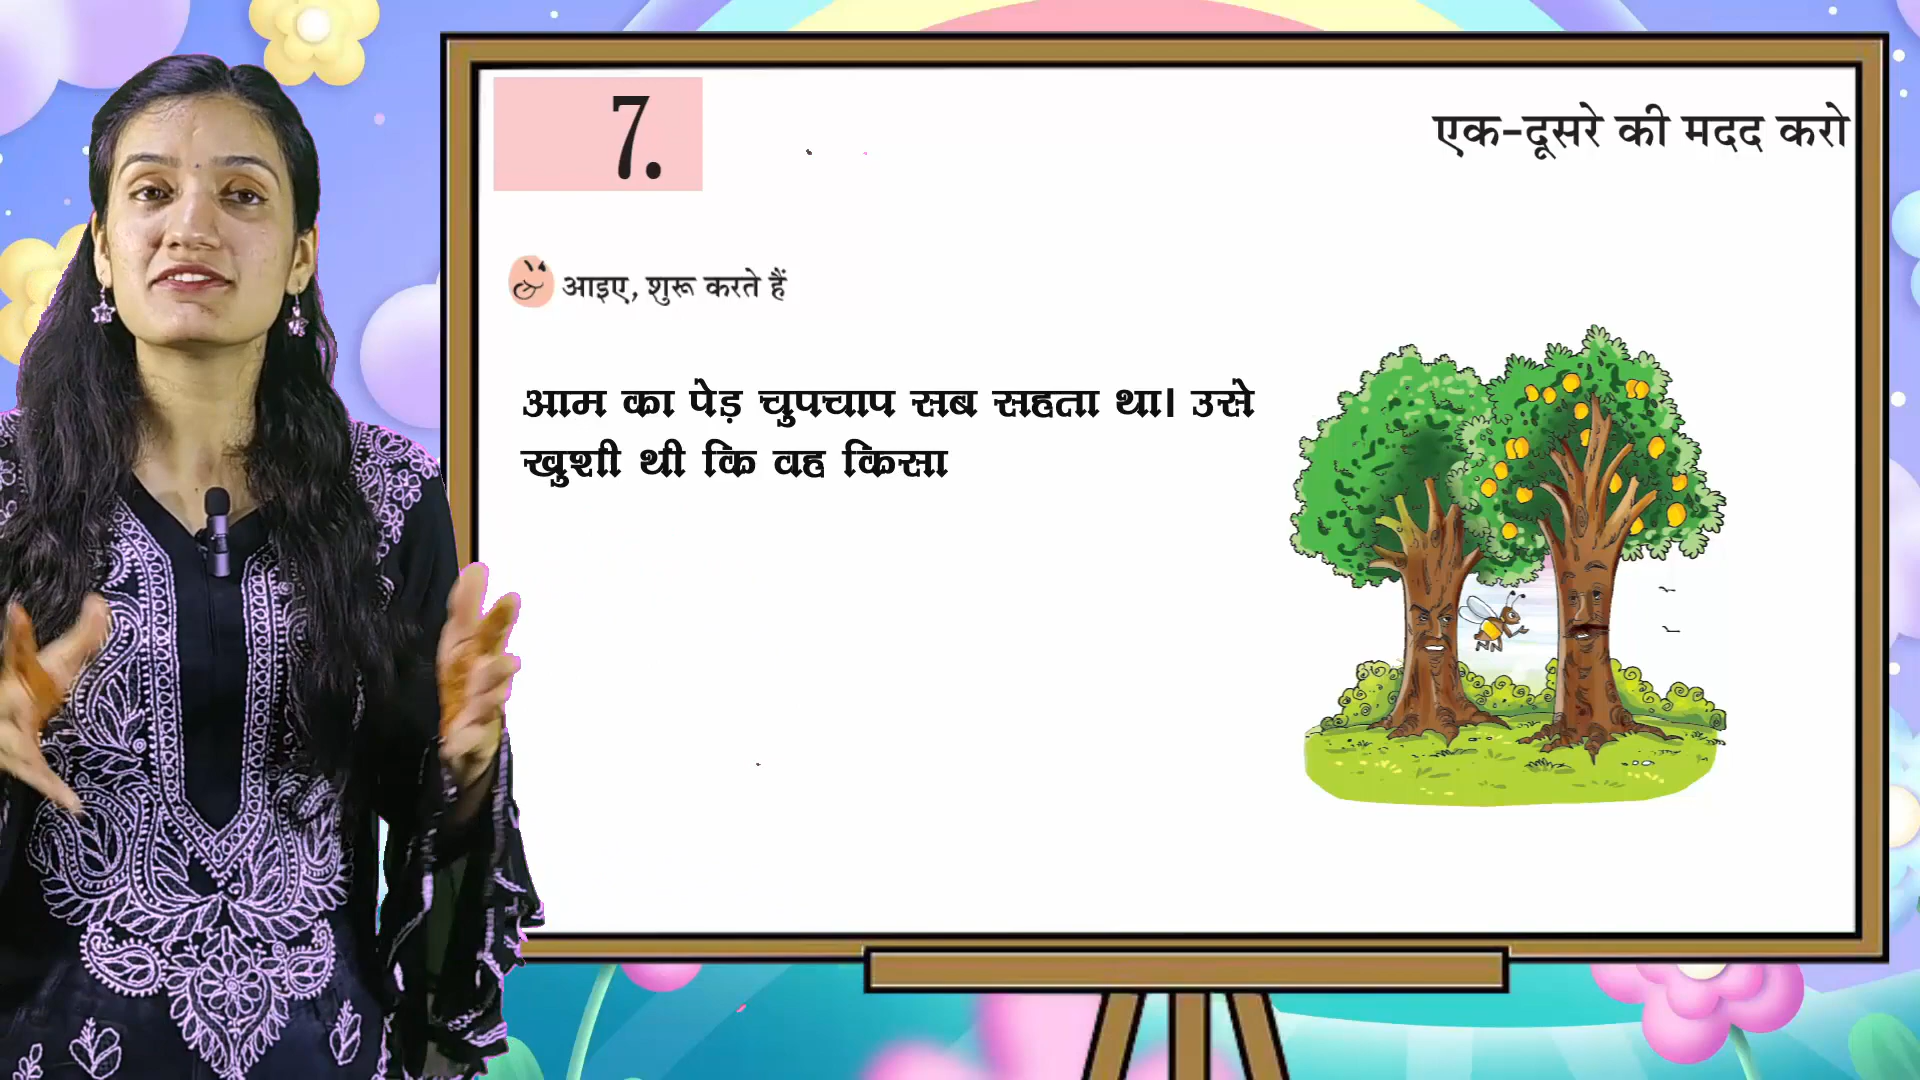 7.
एक-दूसरे की मदद करो
आइए, शुरू करते हैं
आम का पेड़ चुपचाप सब सहता था। उसे
खुशी थी कि वह किसा